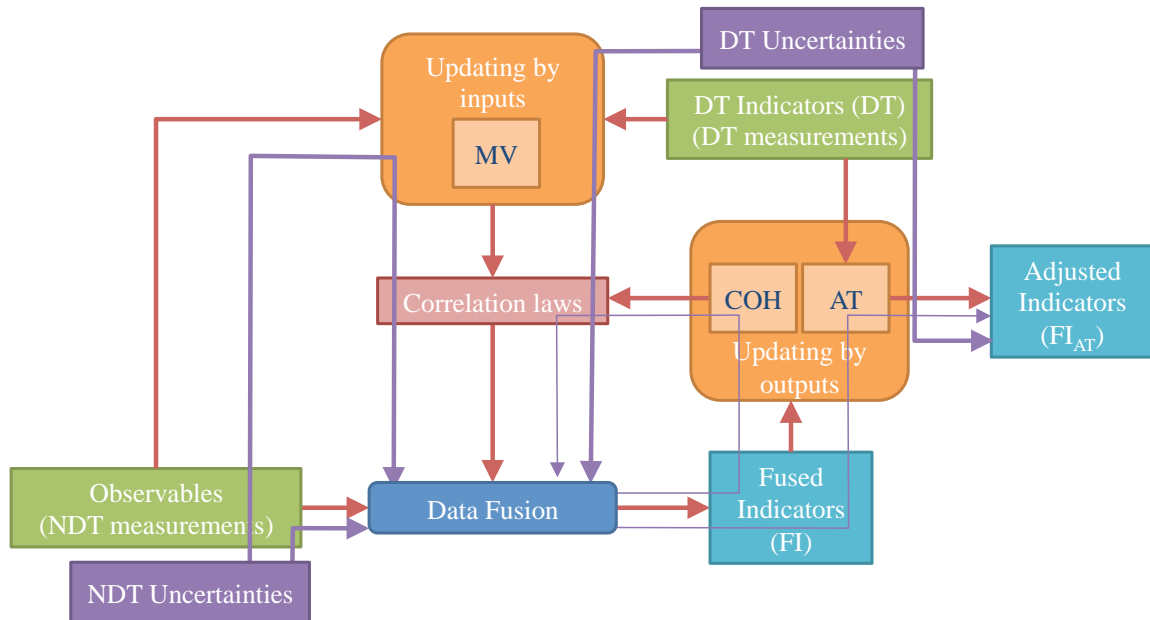 DT Uncertainties
Updating by
inputs
MV
DT Indicators (DT)
(DT measurements)
Correlation laws
COH
AT
Updating by
outputs
Adjusted
Indicators
(FI_AT)
Observables
(NDT measurements)
Data Fusion
Fused
Indicators
(FI)
NDT Uncertainties